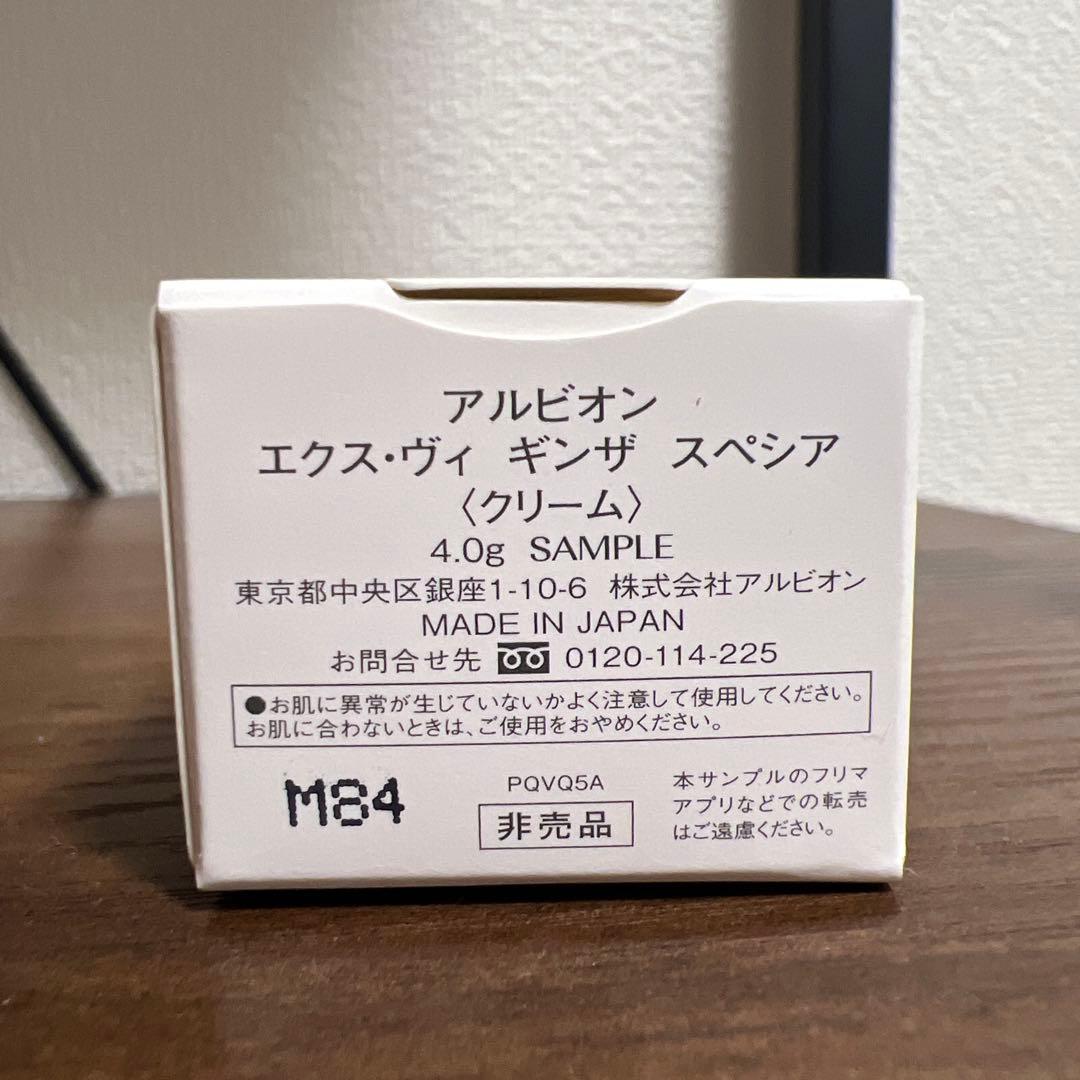 アルビオン
エクス・ヴィ ギンザ スペシア
〈クリーム〉
4.0g SAMPLE
東京都中央区銀座1-10-6 株式会社アルビオン
MADE IN JAPAN
お問合せ先 0120-114-225
●お肌に異常が生じていないかよく注意して使用してください。
お肌に合わないときは、ご使用をおやめください。
M84
PQVQ5A
非売品
本サンプルのフリマ
アプリなどでの転売
はご遠慮ください。